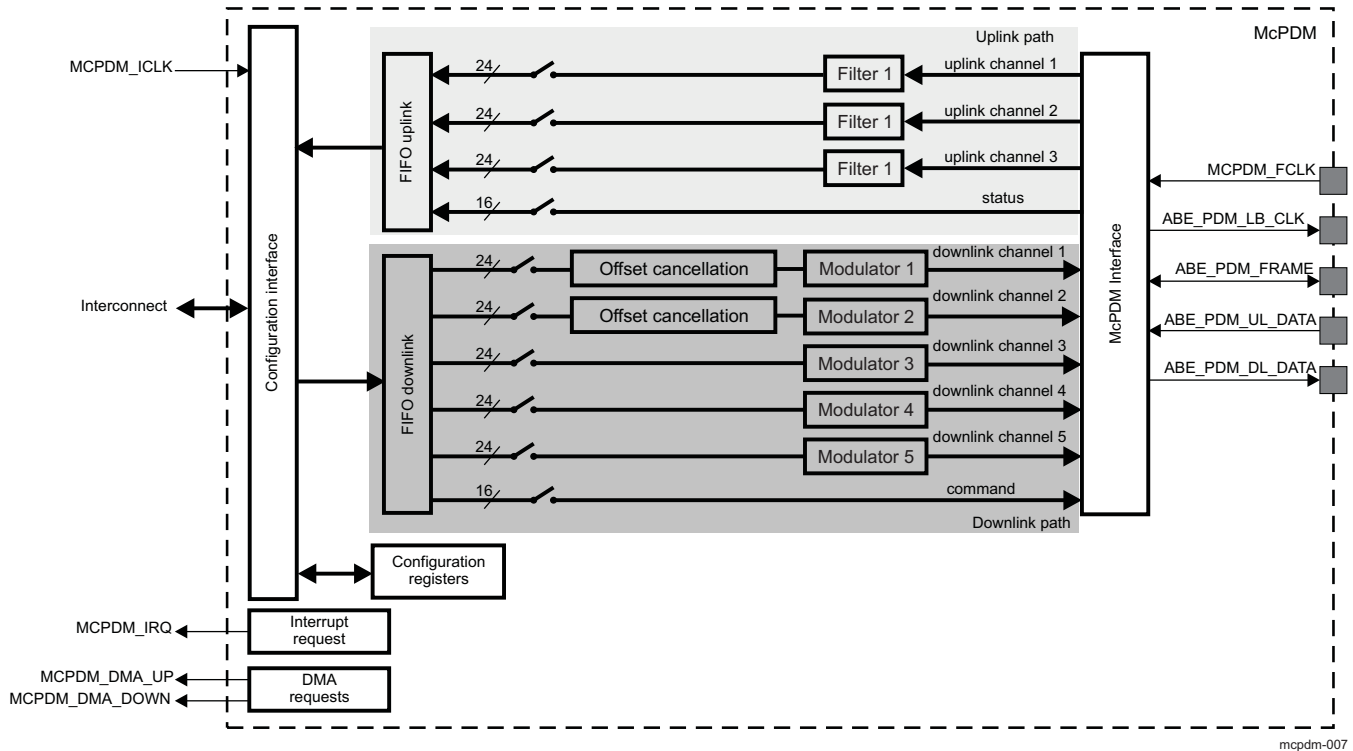 McPDM
Uplink path
MCPDM_ICLK
24
Filter 1
uplink channel 1
24
Filter 1
uplink channel 2
24
Filter 1
uplink channel 3
16
status
FIFO uplink
MCPDM_FCLK
ABE_PDM_LB_CLK
ABE_PDM_FRAME
ABE_PDM_UL_DATA
ABE_PDM_DL_DATA
McPDM Interface
Interconnect
Configuration interface
FIFO downlink
24
Offset cancellation
Modulator 1
downlink channel 1
24
Offset cancellation
Modulator 2
downlink channel 2
24
Modulator 3
downlink channel 3
24
Modulator 4
downlink channel 4
24
Modulator 5
downlink channel 5
16
command
Downlink path
Configuration
registers
MCPDM_IRQ
Interrupt
request
MCPDM_DMA_UP
MCPDM_DMA_DOWN
DMA
requests
mcpdm-007